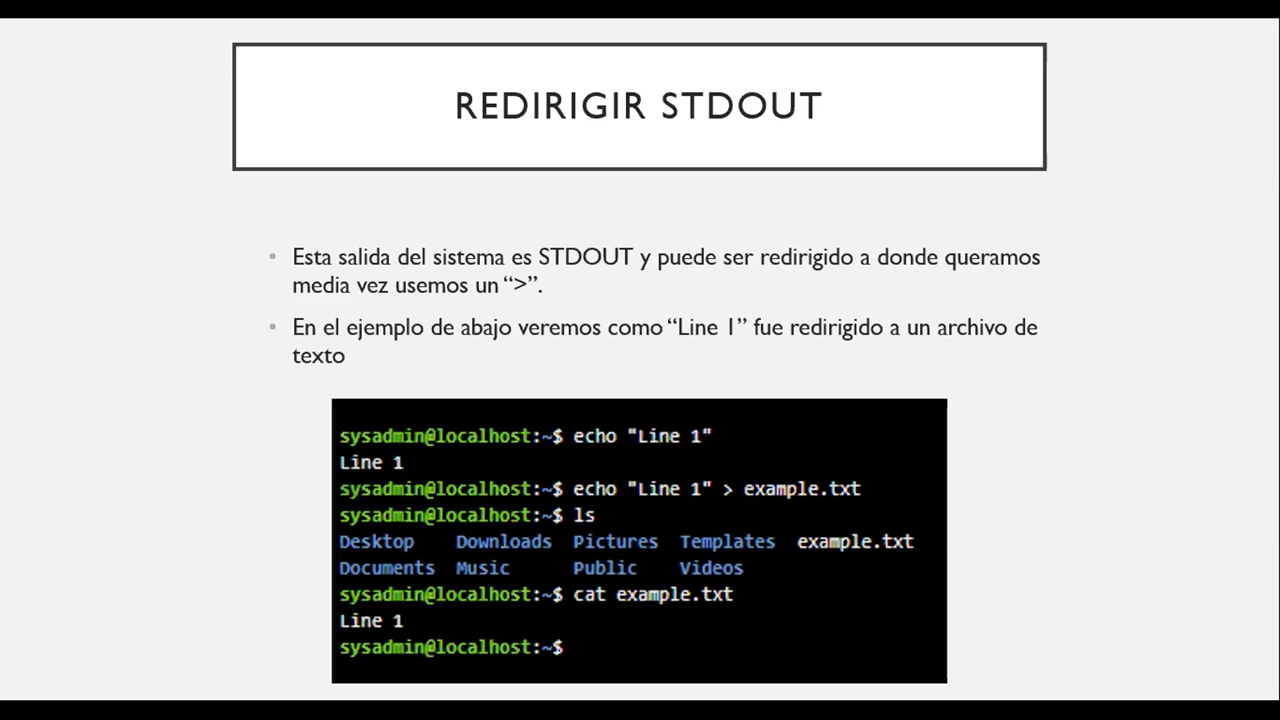 REDIRIGIR STDOUT
• Esta salida del sistema es STDOUT y puede ser redirigido a donde queramos
media vez usemos un “>”.
• En el ejemplo de abajo veremos como “Line 1” fue redirigido a un archivo de
texto
sysadmin@localhost:~$ echo "Line 1"
Line 1
sysadmin@localhost:~$ echo "Line 1" > example.txt
sysadmin@localhost:~$ ls
Desktop Downloads Pictures Templates example.txt
Documents Music Public Videos
sysadmin@localhost:~$ cat example.txt
Line 1
sysadmin@localhost:~$